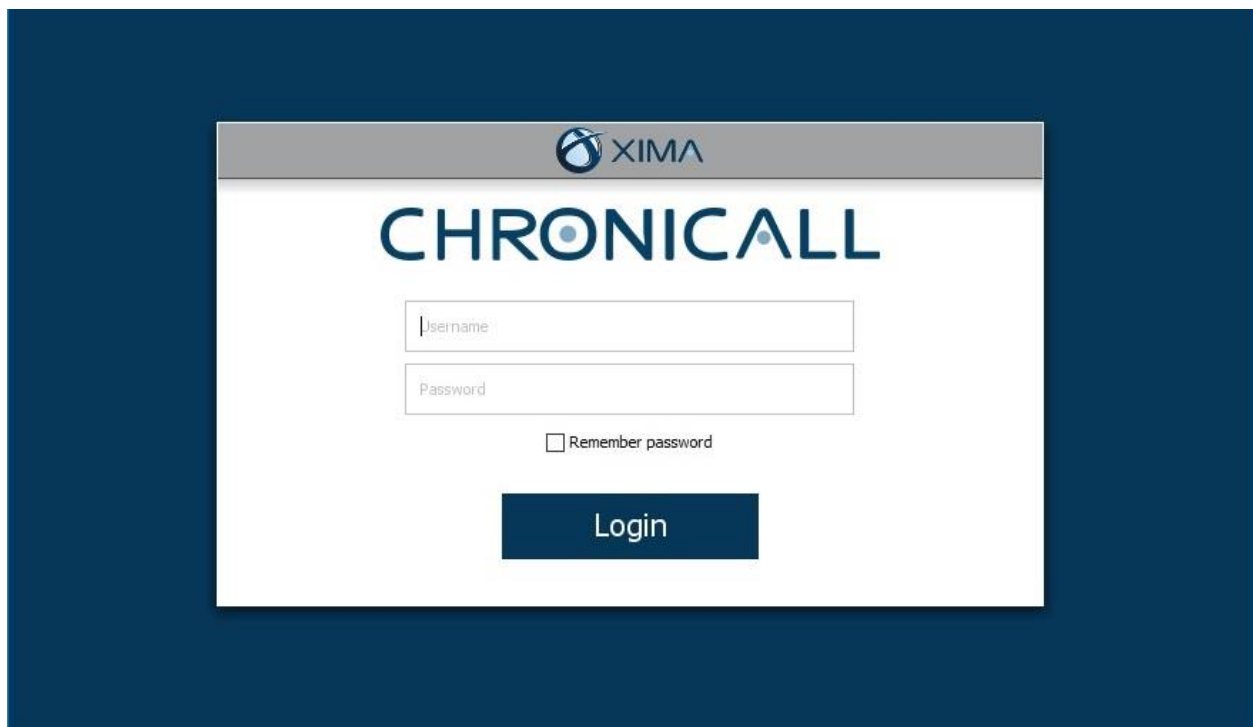 XIMA
CHRONICALL
Username
Password
Remember password
Login